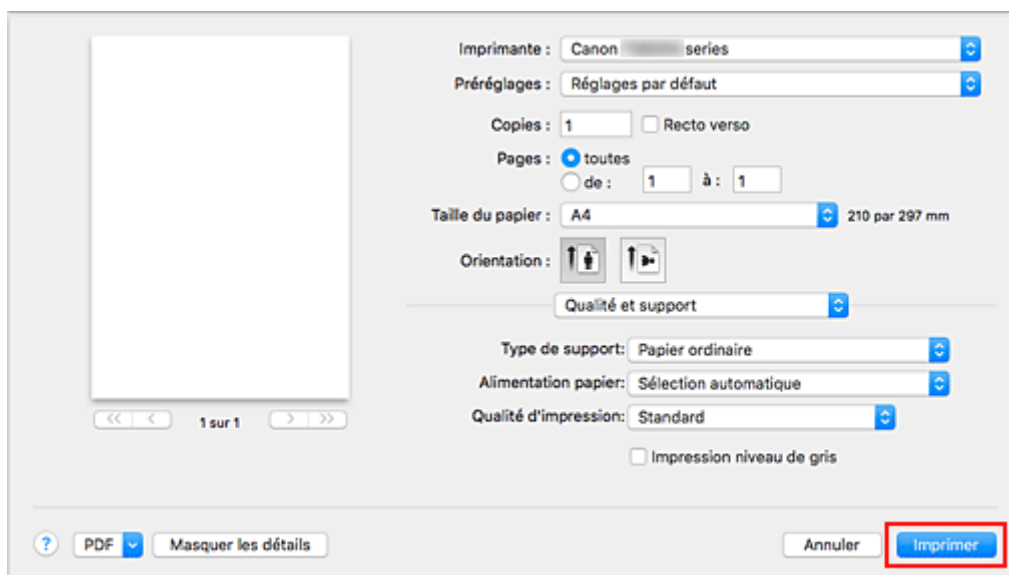 Imprimante : Canon series
Préréglages : Réglages par défaut
Copies : 1 Recto verso
Pages : toutes
de : 1 à : 1
Taille du papier : A4 210 par 297 mm
Orientation :
Qualité et support
Type de support: Papier ordinaire
Alimentation papier: Sélection automatique
Qualité d'impression: Standard
Impression niveau de gris
<< < 1 sur 1 > >>
? PDF Masquer les détails Annuler Imprimer